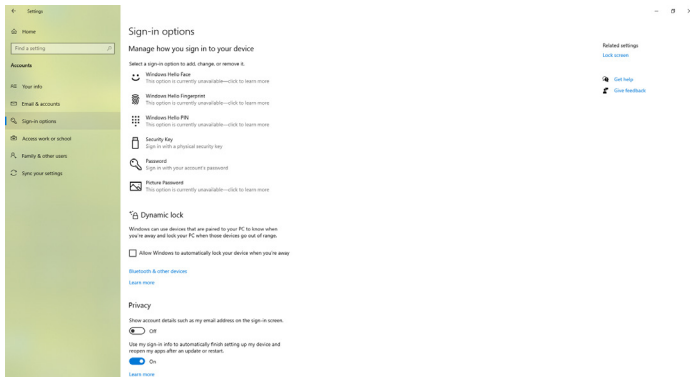 Settings
Home
Find a setting
Accounts
Your info
Email & accounts
Sign-in options
Access work or school
Family & other users
Sync your settings
Sign-in options
Manage how you sign in to your device
Select a sign-in option to add, change, or remove it.
Windows Hello Face
This option is currently unavailable—click to learn more
Windows Hello Fingerprint
This option is currently unavailable—click to learn more
Windows Hello PIN
This option is currently unavailable—click to learn more
Security Key
Sign in with a physical security key
Password
Sign in with your account's password
Picture Password
This option is currently unavailable—click to learn more
Dynamic lock
Windows can use devices that are paired to your PC to know when
you're away and lock your PC when those devices go out of range.
Allow Windows to automatically lock your device when you're away
Bluetooth & other devices
Learn more
Privacy
Show account details such as my email address on the sign-in screen.
Off
Use my sign-in info to automatically finish setting up my device and
reopen my apps after an update or restart.
On
Learn more
Related settings
Lock screen
Get help
Give feedback